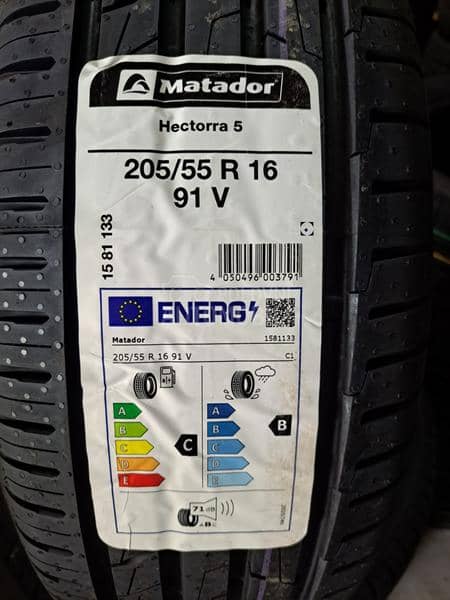 Matador
Hectorra 5
205/55 R 16
91 V
15 81 133
4 050496 003791
ENERG
Matador 1581133
205/55 R 16 91 V C1
A A
B B B
C C C
D D
E E
71 dB
ABC